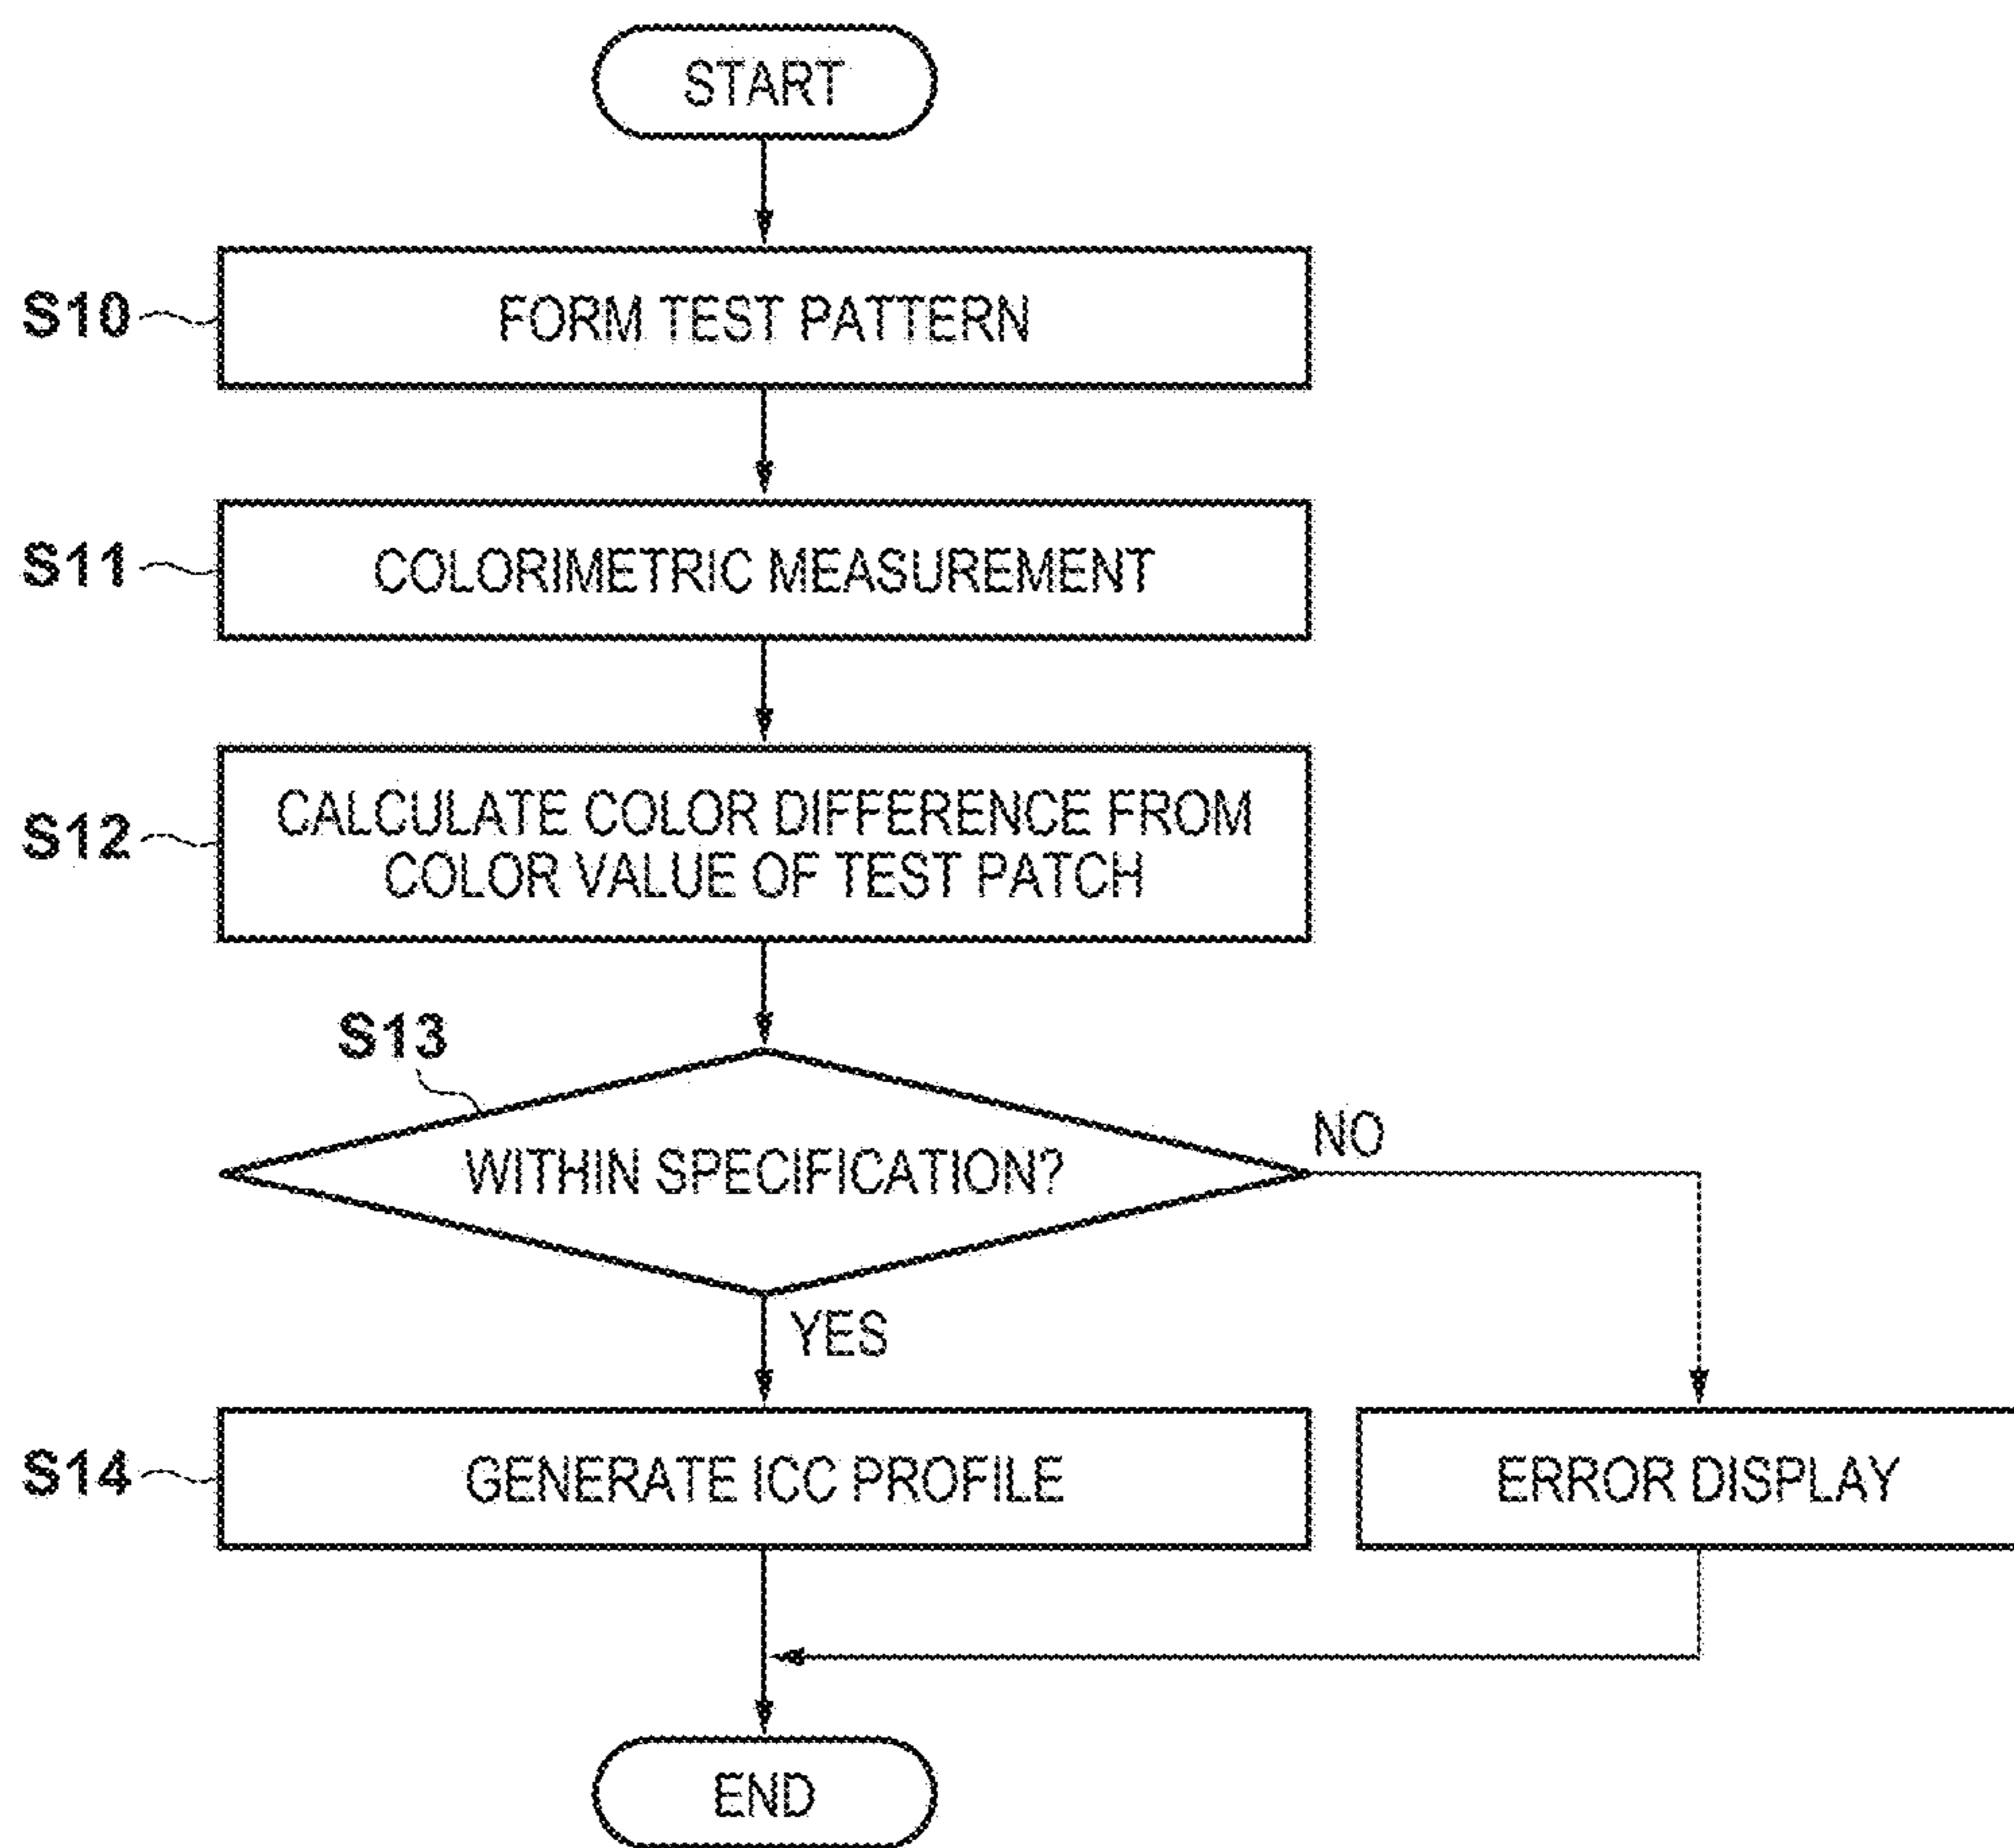 START
S10
FORM TEST PATTERN
S11
COLORIMETRIC MEASUREMENT
S12
CALCULATE COLOR DIFFERENCE FROM
COLOR VALUE OF TEST PATCH
S13
WITHIN SPECIFICATION?
NO
YES
S14
GENERATE ICC PROFILE
ERROR DISPLAY
END